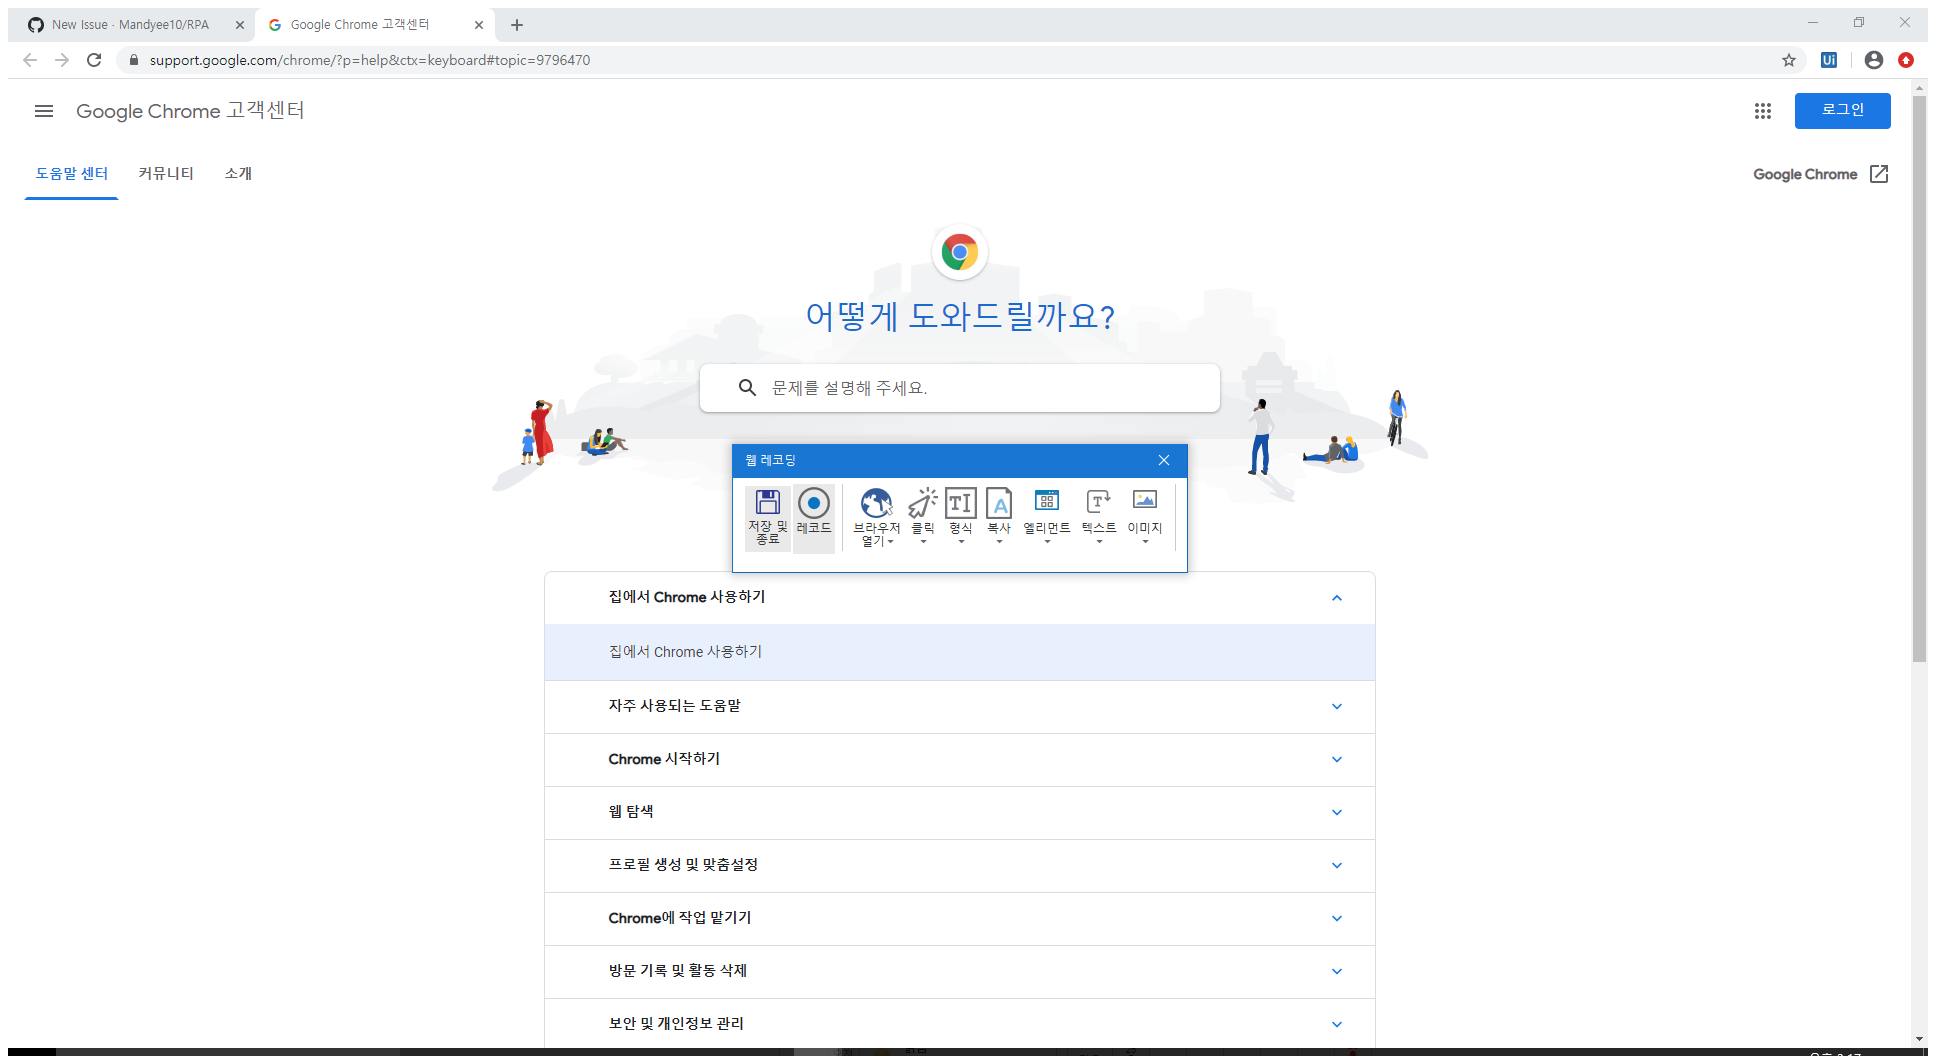 New Issue · Mandyee10/RPA
Google Chrome 고객센터
support.google.com/chrome/?p=help&ctx=keyboard#topic=9796470
Ui
Google Chrome 고객센터
로그인
도움말 센터 커뮤니티 소개
Google Chrome
어떻게 도와드릴까요?
문제를 설명해 주세요.
웹 레코딩
저장 및 종료
레코드
브라우저 열기
클릭
형식
복사
엘리먼트
텍스트
이미지
집에서 Chrome 사용하기
집에서 Chrome 사용하기
자주 사용되는 도움말
Chrome 시작하기
웹 탐색
프로필 생성 및 맞춤설정
Chrome에 작업 맡기기
방문 기록 및 활동 삭제
보안 및 개인정보 관리